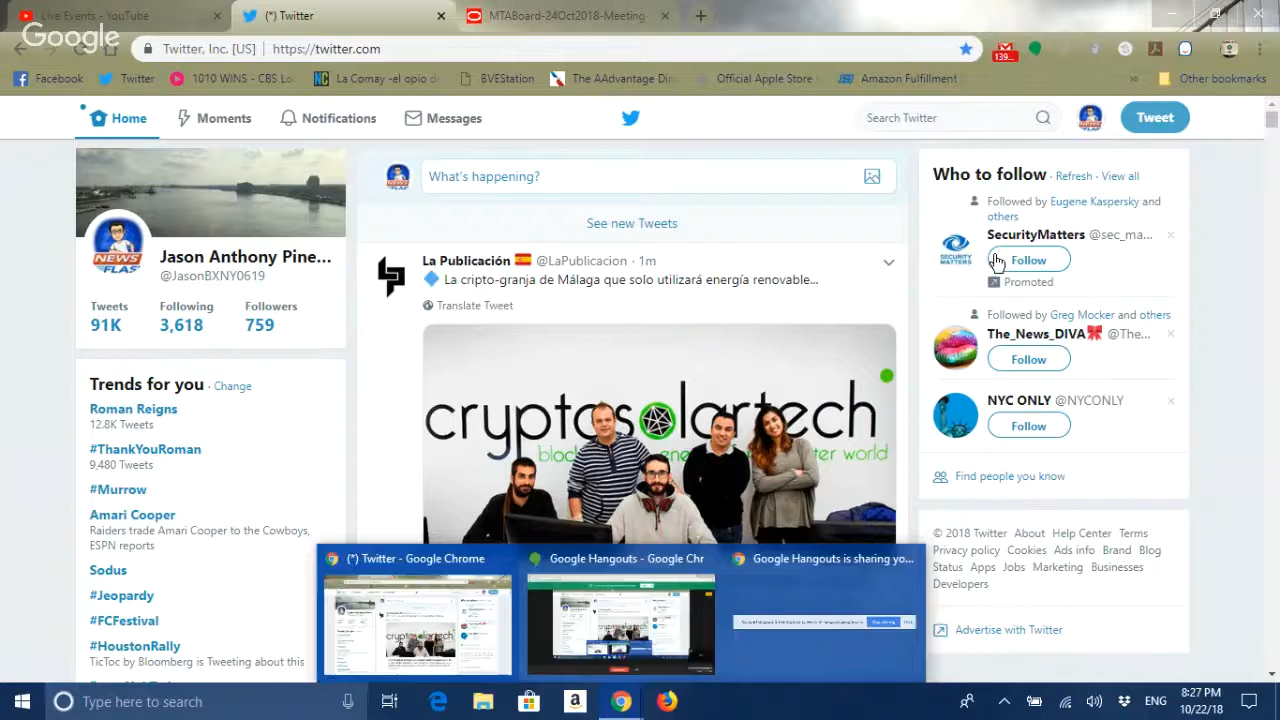 Live Events - YouTube
(*) Twitter
MTABoard-24Oct2018-Meeting
Google
Twitter, Inc. [US]
https://twitter.com
139...
Facebook
Twitter
1010 WINS - CBS Lo
La Comay -el opio de
BVEStation
The AAdvantage Di
Official Apple Store
Amazon Fulfillment
»
Other bookmarks
Home
Moments
Notifications
Messages
Search Twitter
Tweet
NEWS
FLAS
Jason Anthony Pine...
@JasonBXNY0619
Tweets Following Followers
91K 3,618 759
Trends for you · Change
Roman Reigns
12.8K Tweets
#ThankYouRoman
9,480 Tweets
#Murrow
Amari Cooper
Raiders trade Amari Cooper to the Cowboys,
ESPN reports
Sodus
#Jeopardy
#FCFestival
#HoustonRally
TicToc by Bloomberg is Tweeting about this
What's happening?
See new Tweets
La Publicación @LaPublicacion · 1m
La cripto-granja de Málaga que solo utilizará energía renovable...
Translate Tweet
cryptosolartech
Who to follow · Refresh · View all
Followed by Eugene Kaspersky and
others
SecurityMatters @sec_ma...
SECURITY
MATTERS
Follow
Promoted
Followed by Greg Mocker and others
The_News_DIVA @The...
Follow
NYC ONLY @NYCONLY
Follow
Find people you know
© 2018 Twitter About Help Center Terms
Privacy policy Cookies Ads info Brand Blog
Status Apps Jobs Marketing Businesses
Developers
Advertise with Twitter
(*) Twitter - Google Chrome
Google Hangouts - Google Chr
Google Hangouts is sharing yo...
Type here to search
ENG
8:27 PM
10/22/18